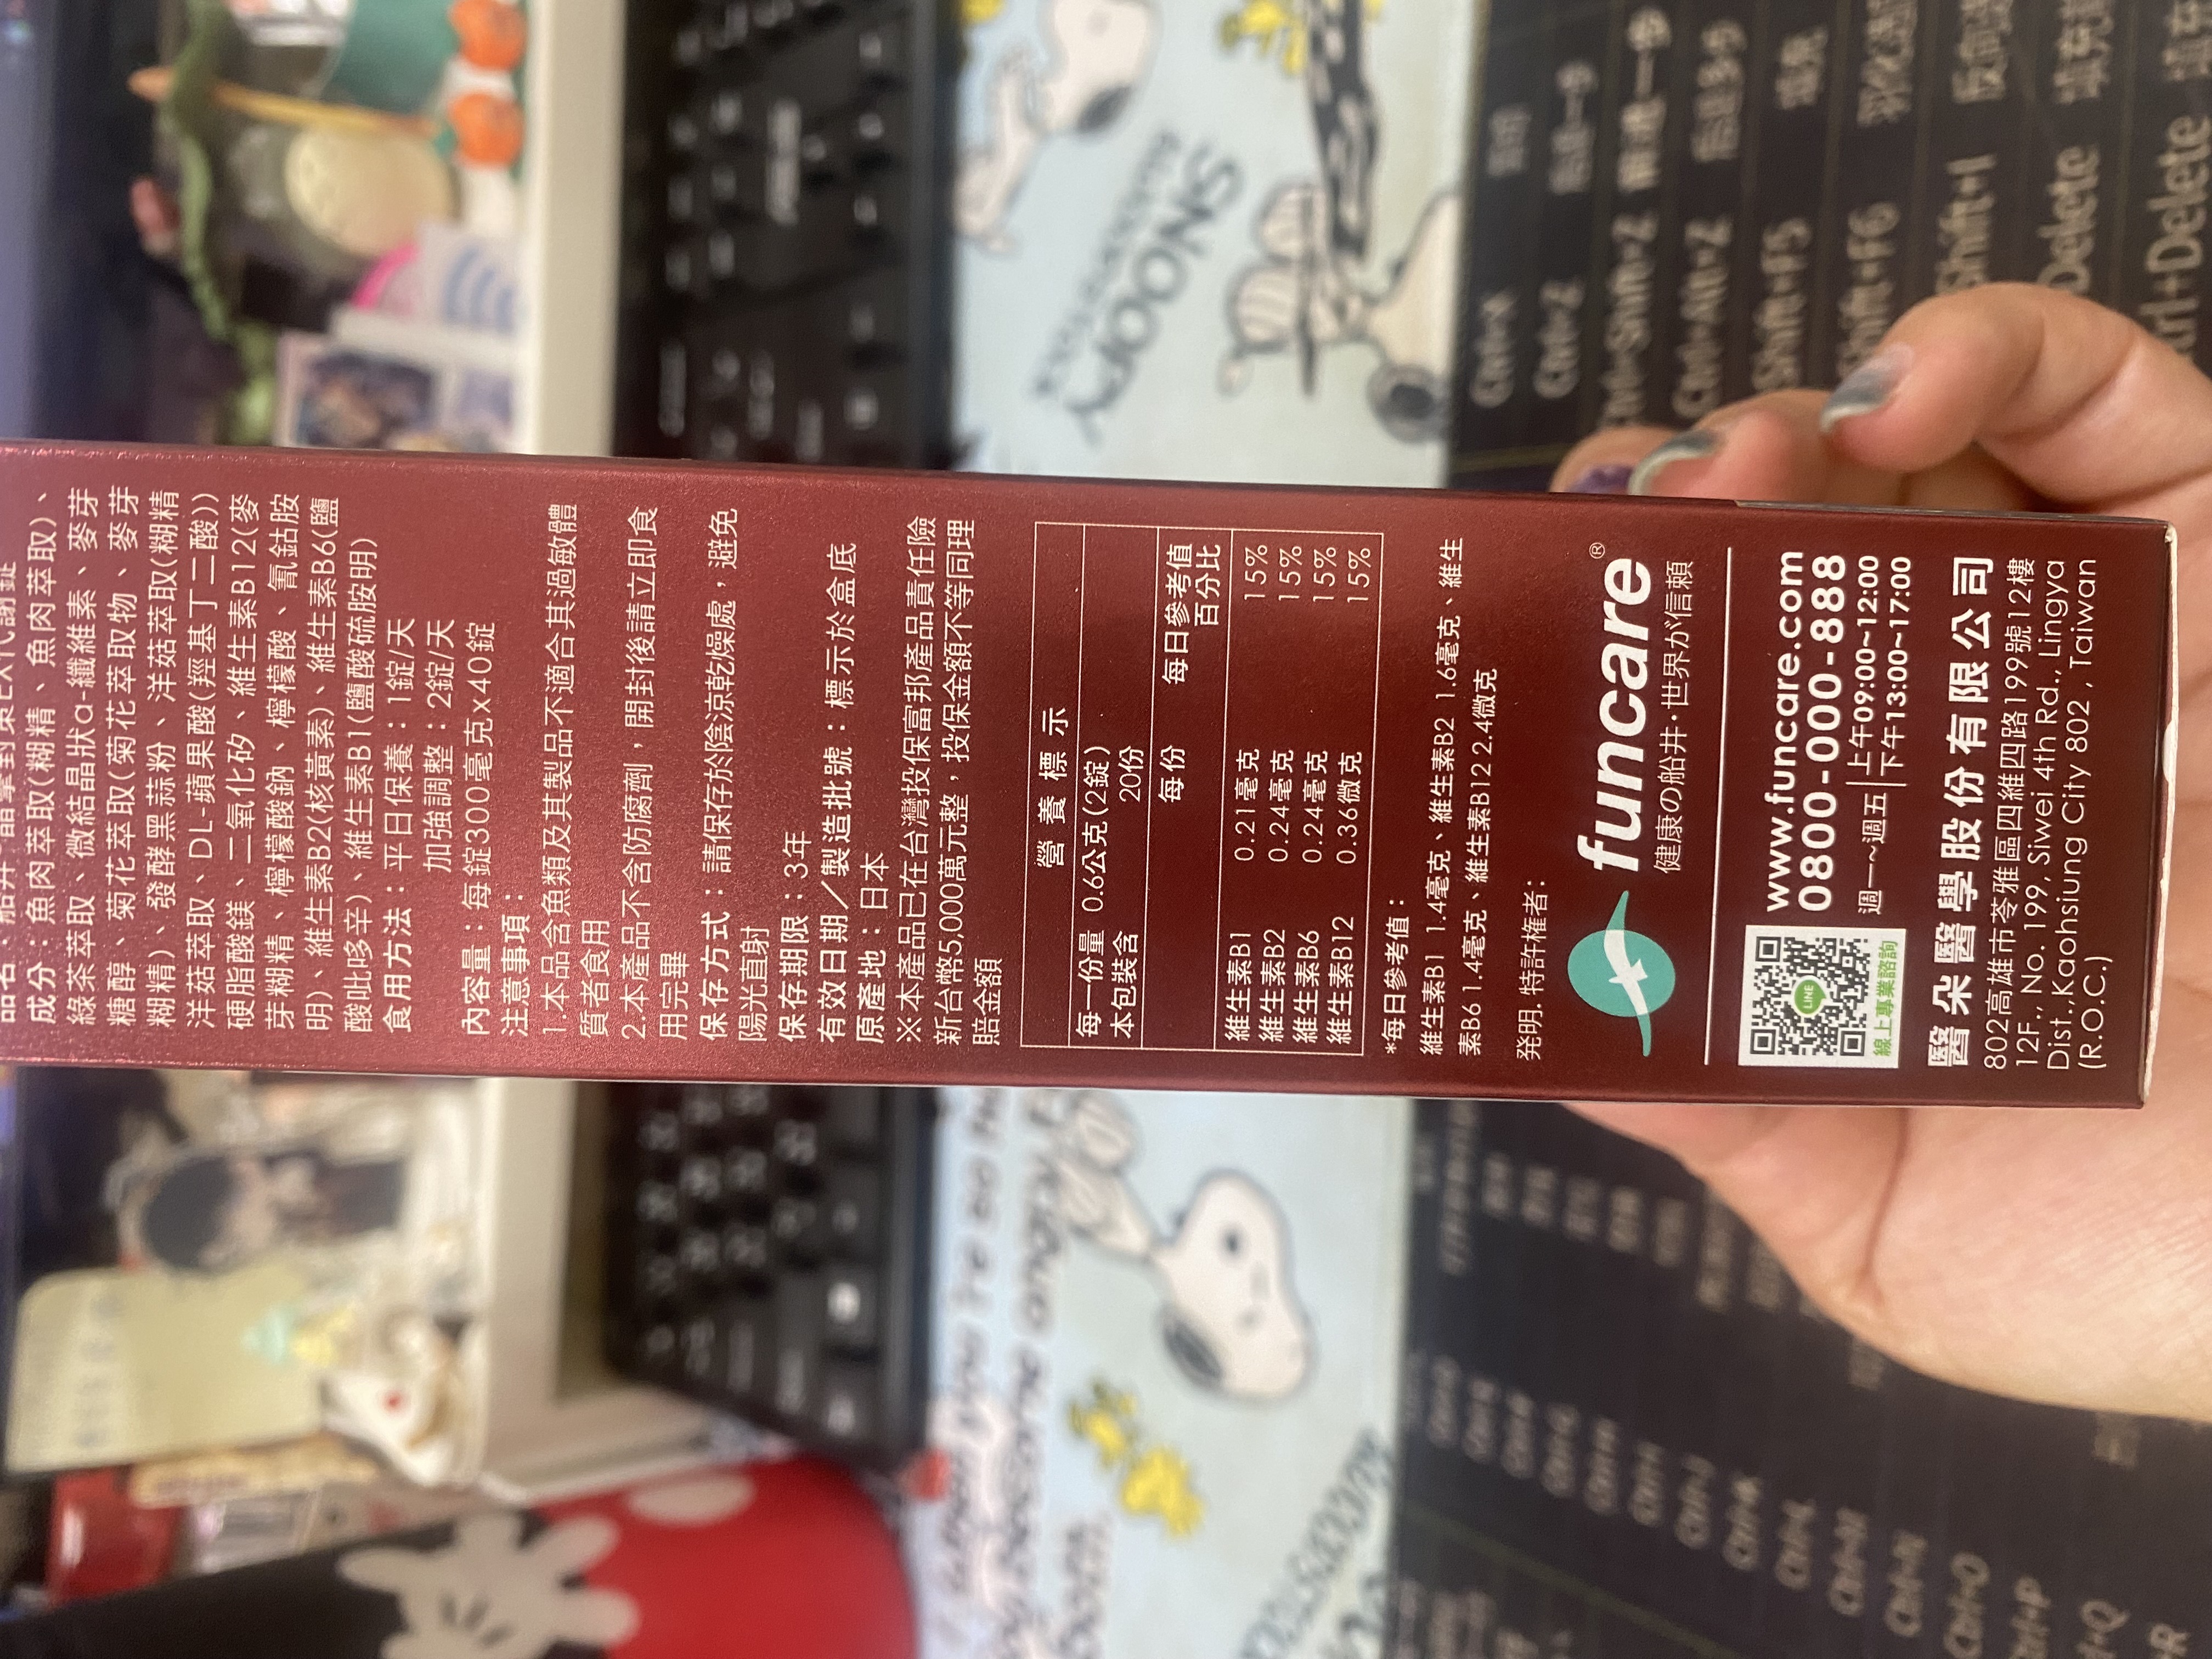 成分：魚肉萃取(糊精、魚肉萃取)、
綠茶萃取、微結晶狀α-纖維素、麥芽
糖醇、菊花萃取(菊花萃取物、麥芽
糊精)、發酵黑蒜粉、洋菇萃取(糊精
洋菇萃取、DL-蘋果酸(羥基丁二酸))
硬脂酸鎂、二氧化矽、維生素B12(麥
芽糊精、檸檬酸鈉、檸檬酸、氰鈷胺
明)、維生素B2(核黃素)、維生素B6(鹽
酸吡哆辛)、維生素B1(鹽酸硫胺明)
食用方法：平日保養：1錠/天
加強調整：2錠/天
內容量：每錠300毫克x40錠
注意事項：
1.本品含魚類及其製品不適合其過敏體
質者食用
2.本產品不含防腐劑，開封後請立即食
用完畢
保存方式：請保存於陰涼乾燥處，避免
陽光直射
保存期限：3年
有效日期／製造批號：標示於盒底
原產地：日本
※本產品已在台灣投保富邦產品責任險
新台幣5,000萬元整，投保金額不等同理
賠金額
營養標示
每一份量 0.6公克(2錠)
本包裝含 20份
每份 每日參考值百分比
維生素B1 0.21毫克 15%
維生素B2 0.24毫克 15%
維生素B6 0.24毫克 15%
維生素B12 0.36微克 15%
*每日參考值：
維生素B1 1.4毫克、維生素B2 1.6毫克、維生
素B6 1.4毫克、維生素B12 2.4微克
発明.特許権者：
funcare®
健康の船井·世界が信頼
www.funcare.com
0800-000-888
週一~週五 上午09:00~12:00
下午13:00~17:00
LINE
線上專業諮詢
醫朵醫學股份有限公司
802高雄市苓雅區四維四路199號12樓
12F., No. 199, Siwei 4th Rd., Lingya
Dist., Kaohsiung City 802 , Taiwan
(R.O.C.)
SNOOPY
Ctrl+X
Ctrl+Z
Ctrl+Alt+Z
Shift+F5
Shift+F6
Shift+I
Delete
Ctrl+Delete